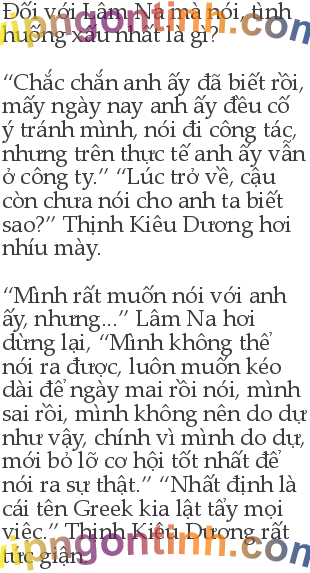 Đối với Lâm Na mà nói, tình
huống xấu nhất là gì?
“Chắc chắn anh ấy đã biết rồi,
mấy ngày nay anh ấy đều cố
ý tránh mình, nói đi công tác,
nhưng trên thực tế anh ấy vẫn
ở công ty.” “Lúc trở về, cậu
còn chưa nói cho anh ta biết
sao?” Thịnh Kiêu Dương hơi
nhíu mày.
“Mình rất muốn nói với anh
ấy, nhưng...” Lâm Na hơi
dừng lại, “Mình không thể
nói ra được, luôn muốn kéo
dài để ngày mai rồi nói, mình
sai rồi, mình không nên do dự
như vậy, chính vì mình do dự,
mới bỏ lỡ cơ hội tốt nhất để
nói ra sự thật.” “Nhất định là
cái tên Greek kia lật tẩy mọi
việc.” Thịnh Kiêu Dương rất
tức giận.
vipngontinh.com
vipngontinh.com